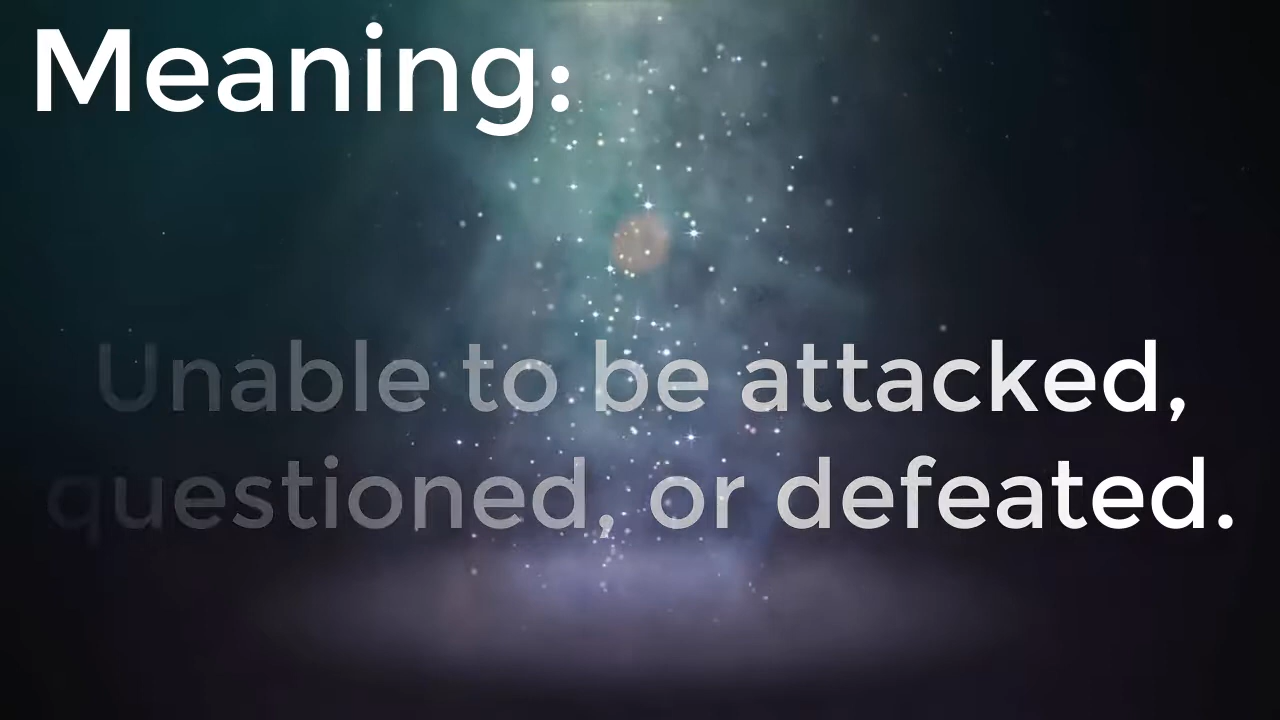 Meaning:
Unable to be attacked,
questioned, or defeated.